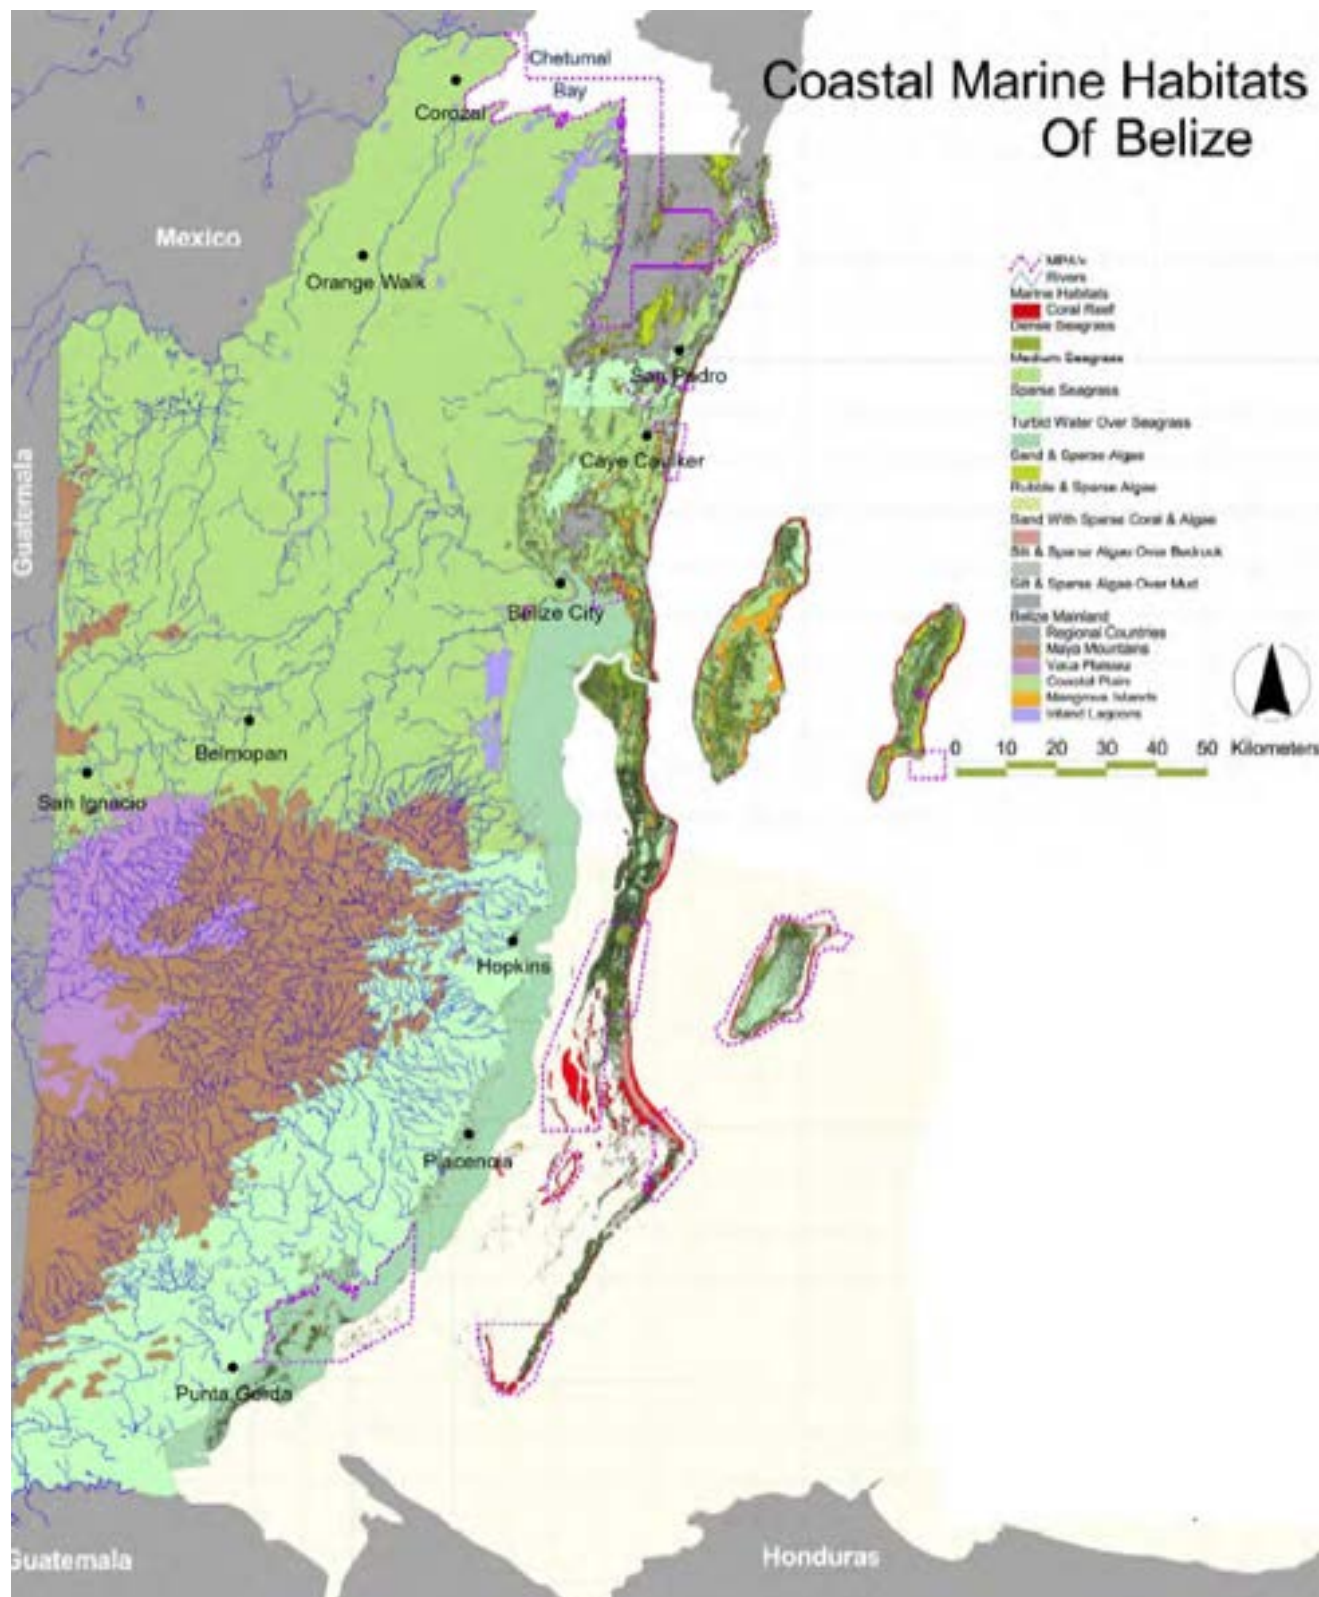 Coastal Marine Habitats
Of Belize
Chetumal
Bay
Corozal
Mexico
Orange Walk
San Pedro
Caye Caulker
Guatemala
Belize City
Belmopan
San Ignacio
Hopkins
Placencia
Punta Gorda
Guatemala
Honduras
MPA's
Rivers
Marine Habitats
Coral Reef
Dense Seagrass
Medium Seagrass
Sparse Seagrass
Turbid Water Over Seagrass
Sand & Sparse Algae
Rubble & Sparse Algae
Sand With Sparse Coral & Algae
Silt & Sparse Algae Over Bedrock
Silt & Sparse Algae Over Mud
Belize Mainland
Regional Countries
Maya Mountains
Vaca Plateau
Coastal Plain
Mangrove Islands
Inland Lagoons
0 10 20 30 40 50 Kilometers